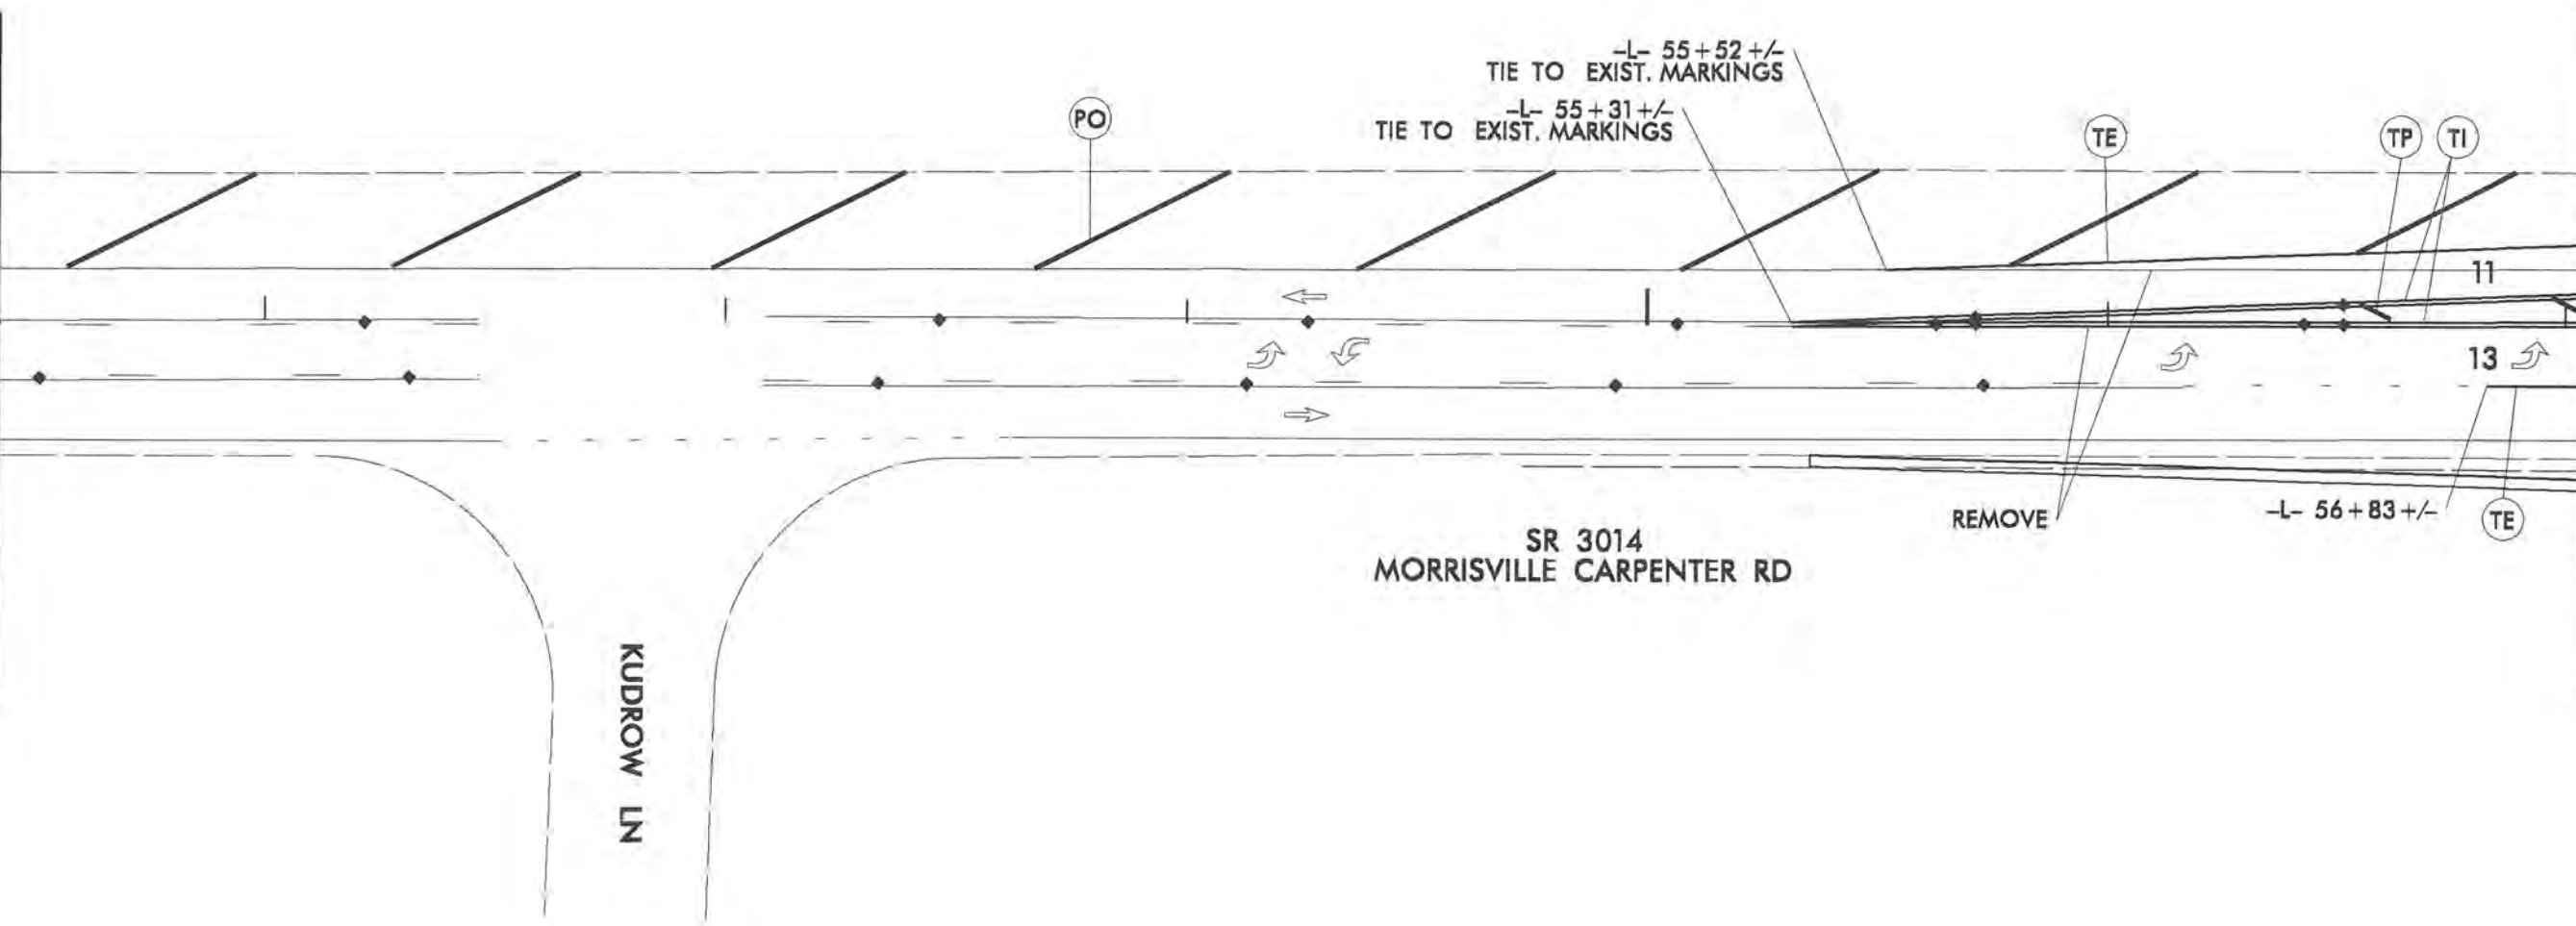 -L- 55+52 +/-
TIE TO EXIST. MARKINGS
-L- 55+31 +/-
TIE TO EXIST. MARKINGS
PO
TE
TP
TI
11
13
REMOVE
-L- 56+83 +/-
TE
SR 3014
MORRISVILLE CARPENTER RD
KUDROW LN